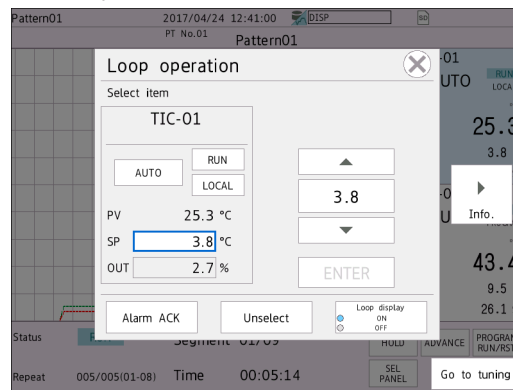 Pattern01 2017/04/24 12:41:00 DISP SD
PT No.01 Pattern01
Loop operation
-01
UTO RUN
LOCA
Select item
TIC-01
25.3
3.8
RUN
AUTO
LOCAL
3.8
Info.
PV 25.3 °C
SP 3.8 °C
OUT 2.7 %
ENTER
43.4
9.5
26.1
Alarm ACK Unselect Loop display
ON
OFF
Status Segment 01/09 HOLD ADVANCE PROGRAM
RUN/RST
Repeat 005/005(01-08) Time 00:05:14 SEL
PANEL Go to tuning